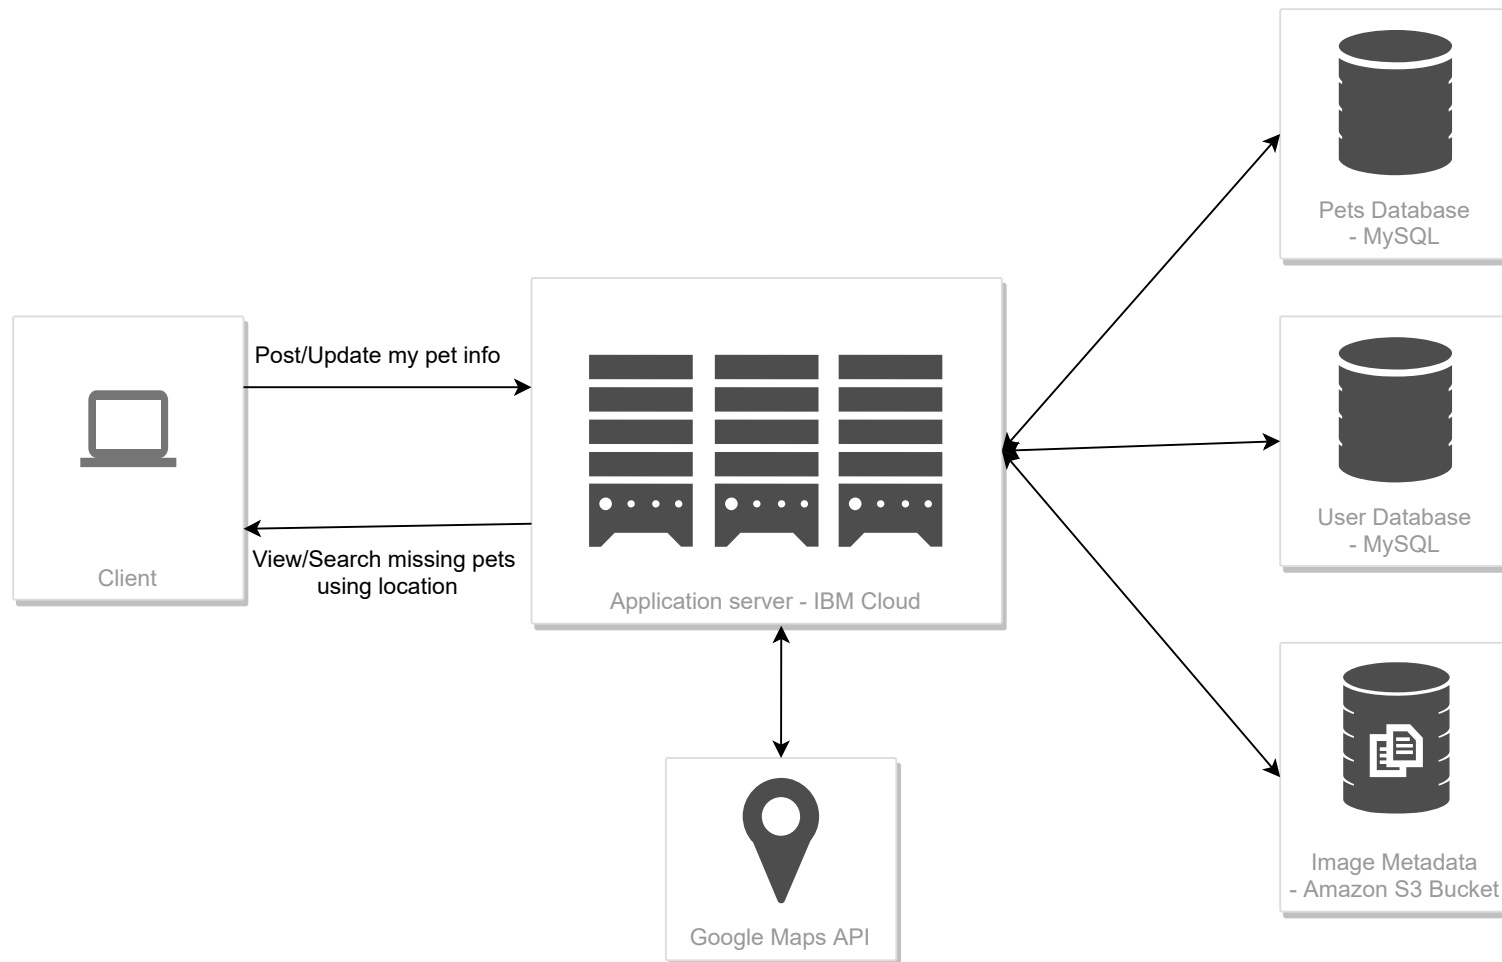 Pets Database
- MySQL
Post/Update my pet info
Client
View/Search missing pets
using location
Application server - IBM Cloud
User Database
- MySQL
Google Maps API
Image Metadata
- Amazon S3 Bucket